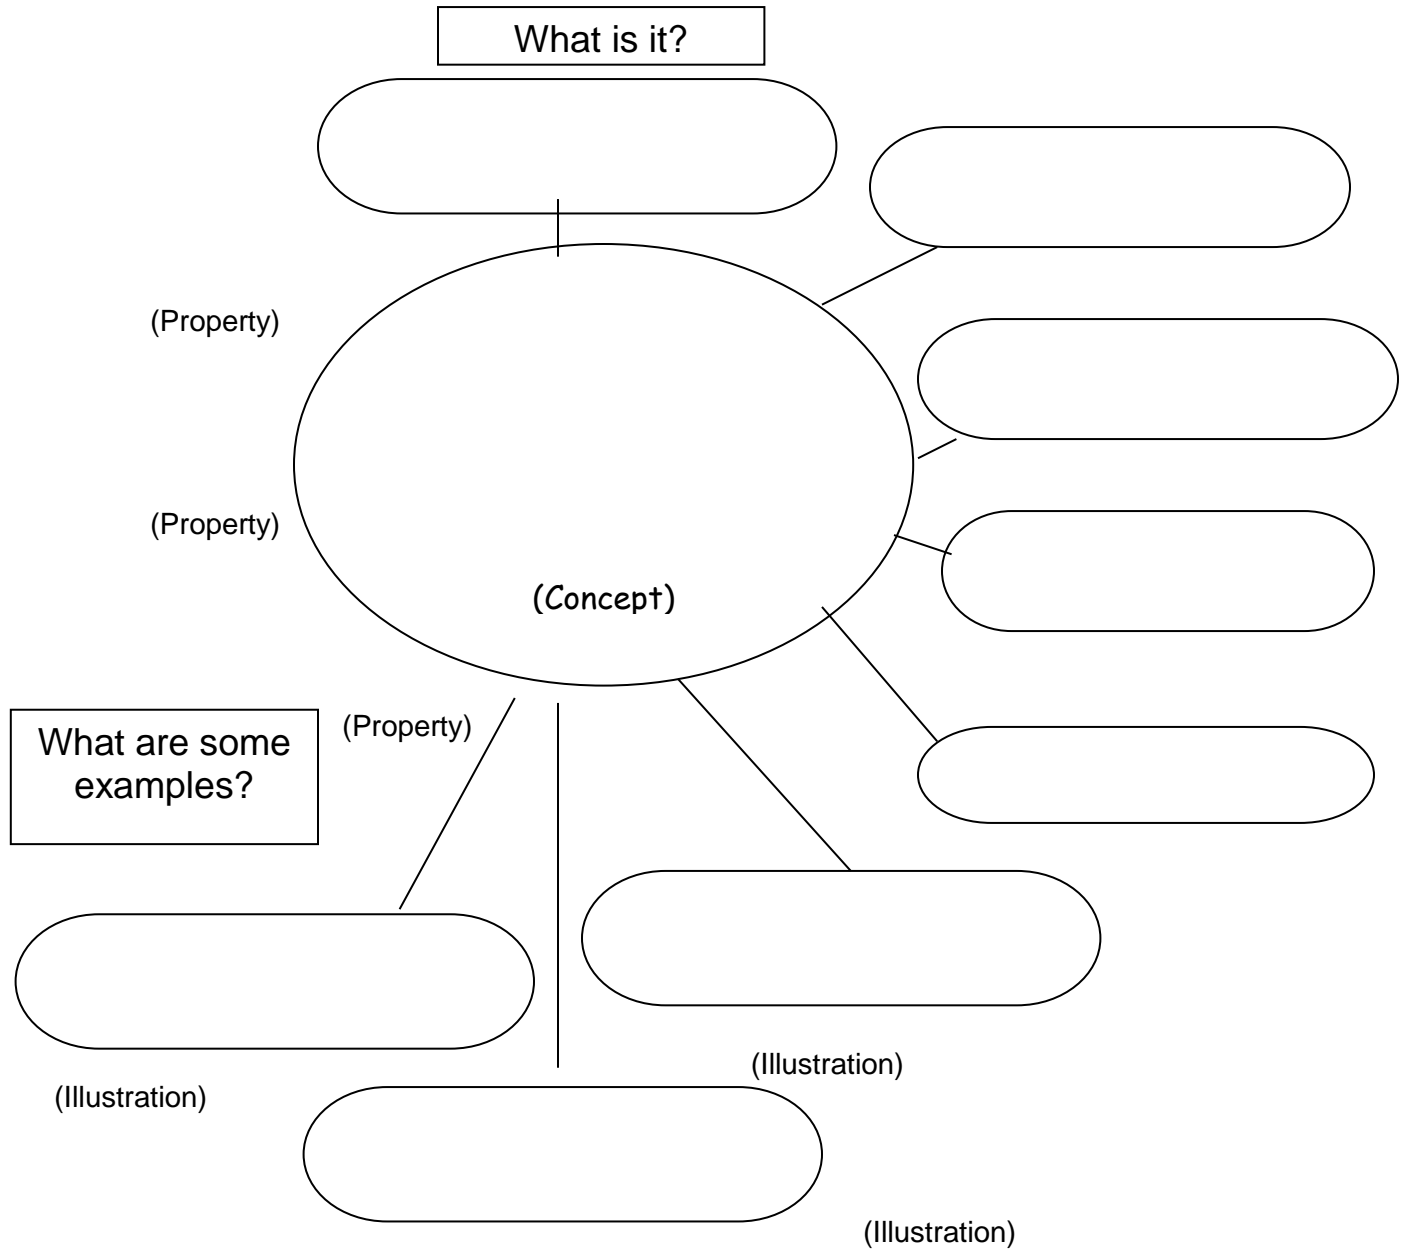 What is it?
(Property)
(Property)
(Concept)
(Property)
What are some
examples?
(Illustration)
(Illustration)
(Illustration)